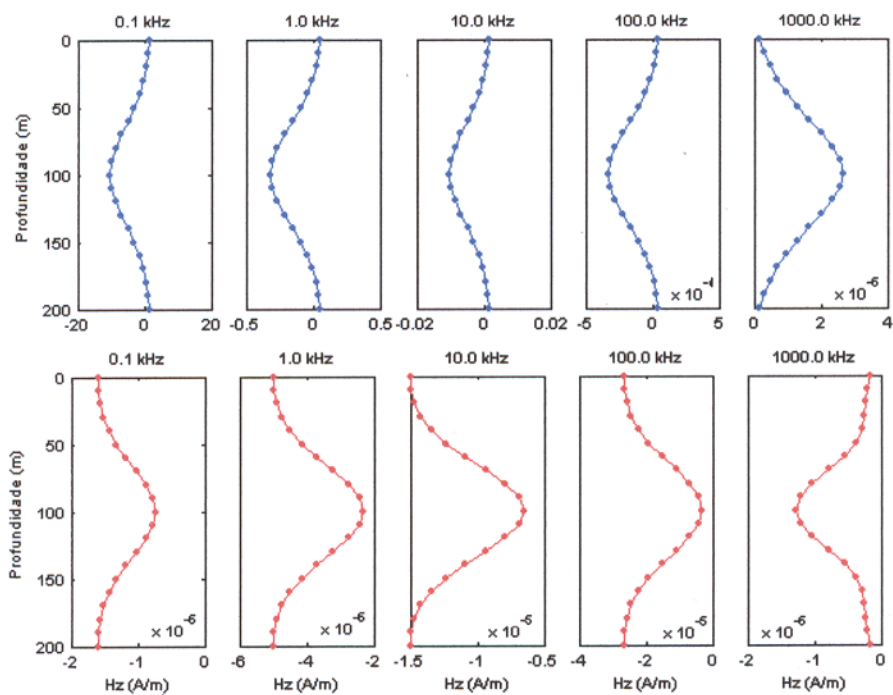 0.1 kHz 1.0 kHz 10.0 kHz 100.0 kHz 1000.0 kHz
Profundidade (m)
0
50
100
150
200
× 10⁻⁴ × 10⁻⁶
-20 0 20 -0.5 0 0.5 -0.02 0 0.02 -5 0 5 0 2 4
0.1 kHz 1.0 kHz 10.0 kHz 100.0 kHz 1000.0 kHz
Profundidade (m)
0
50
100
150
200
× 10⁻⁶ × 10⁻⁶ × 10⁻⁵ × 10⁻⁶
-2 -1 0 -6 -4 -2 -1.5 -1 -0.5 -4 -2 0 -2 -1 0
Hz (A/m) Hz (A/m) Hz (A/m) Hz (A/m) Hz (A/m)